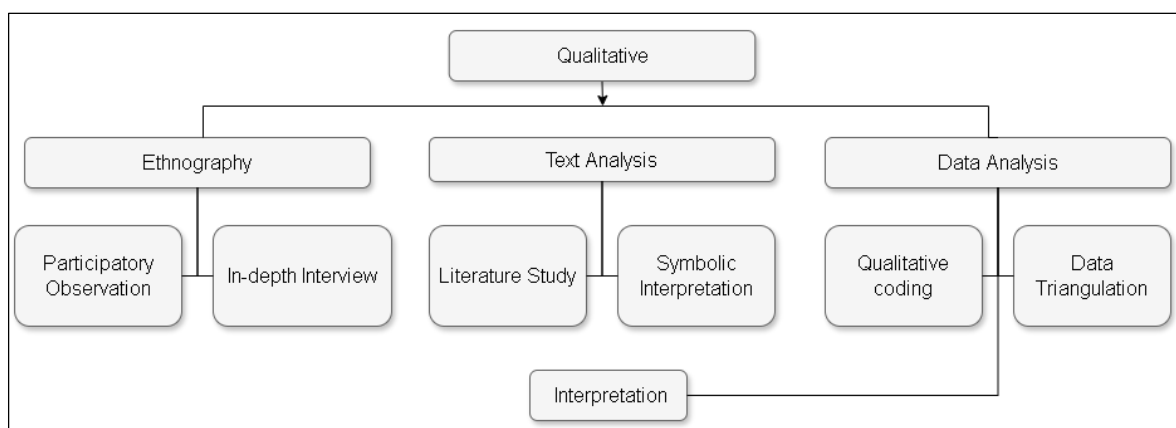 Qualitative
Ethnography
Text Analysis
Data Analysis
Participatory
Observation
In-depth Interview
Literature Study
Symbolic
Interpretation
Qualitative
coding
Data
Triangulation
Interpretation